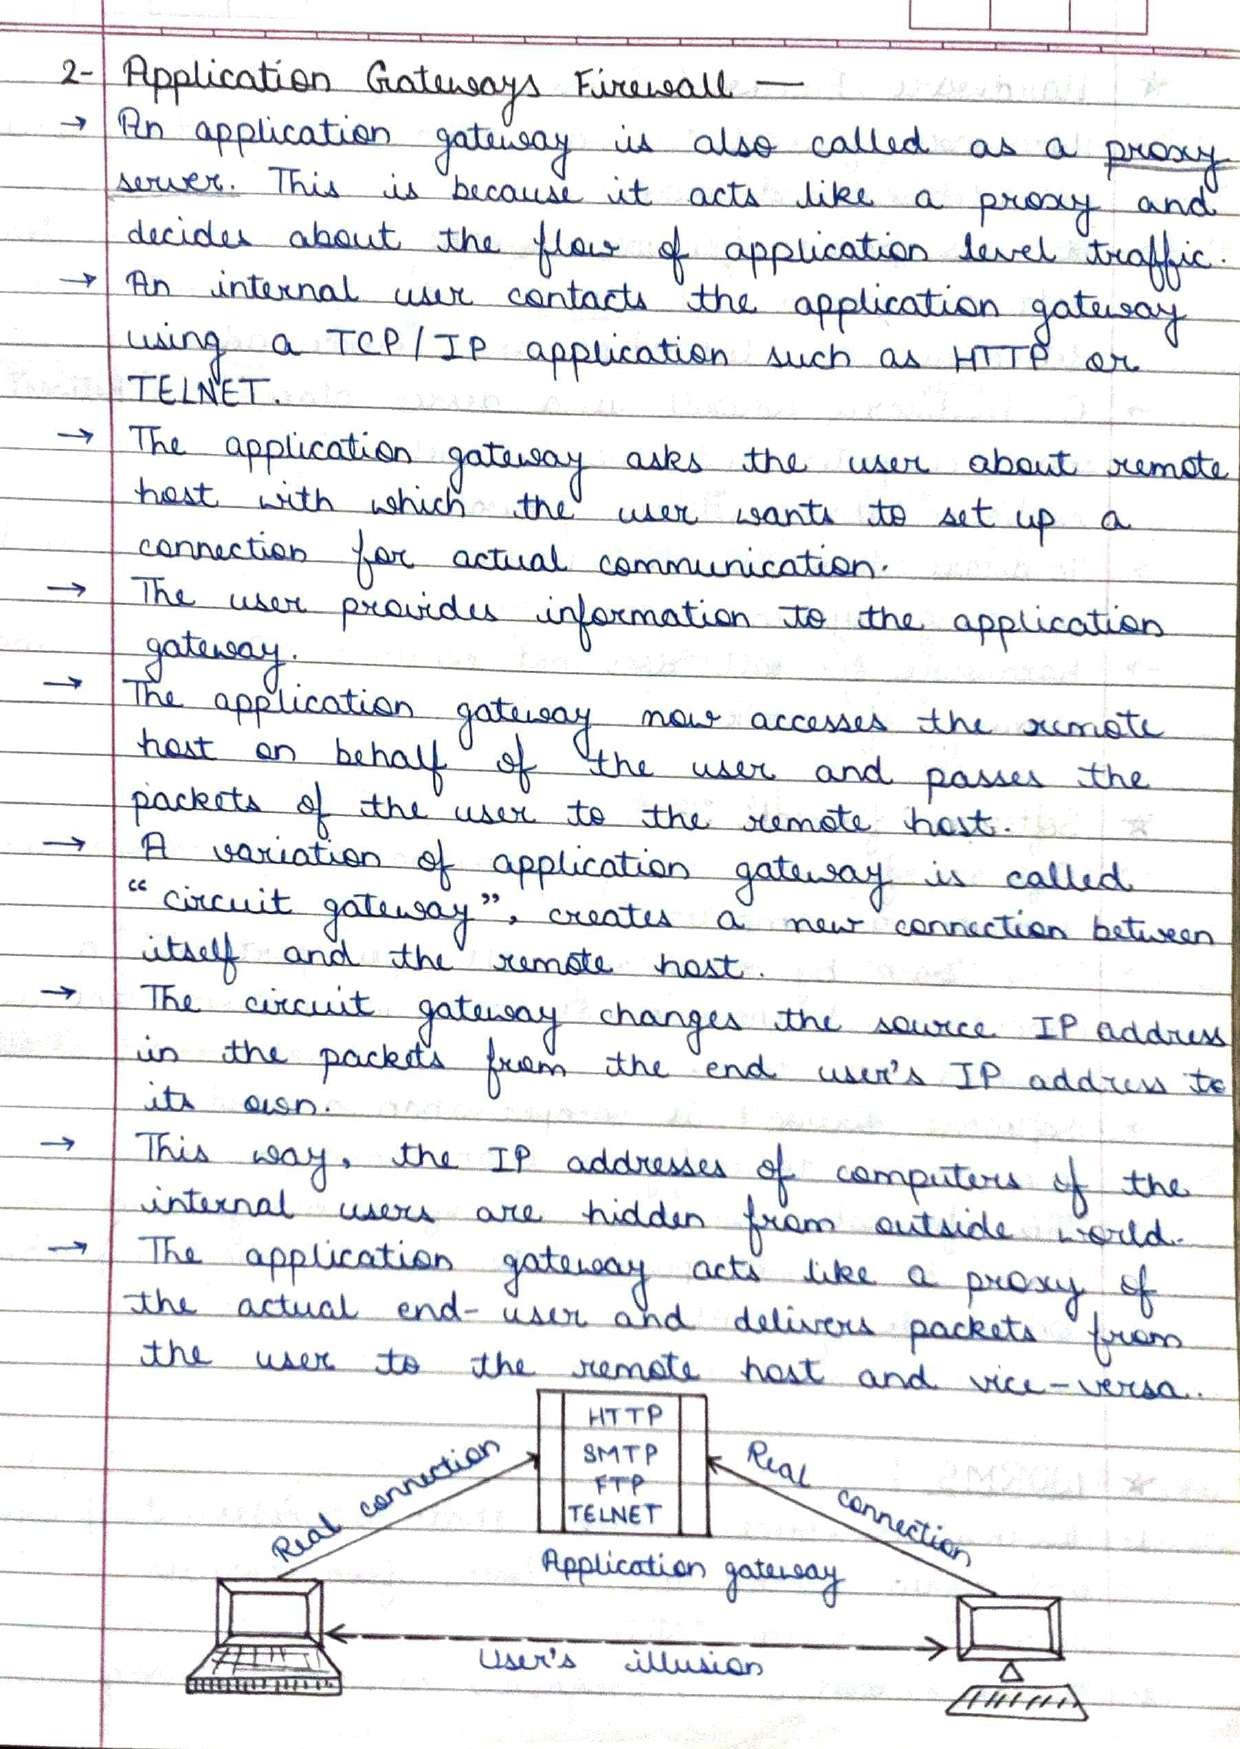 2- Application Gateways Firewall —
→ An application gateway is also called as a proxy
server. This is because it acts like a proxy and
decides about the flow of application level traffic.
→ An internal user contacts the application gateway
using a TCP/IP application such as HTTP or
TELNET.
→ The application gateway asks the user about remote
host with which the user wants to set up a
connection for actual communication.
→ The user provides information to the application
gateway.
→ The application gateway now accesses the remote
host on behalf of the user and passes the
packets of the user to the remote host.
→ A variation of application gateway is called
“circuit gateway”, creates a new connection between
itself and the remote host.
→ The circuit gateway changes the source IP address
in the packets from the end user's IP address to
its own.
→ This way, the IP addresses of computers of the
internal users are hidden from outside world.
→ The application gateway acts like a proxy of
the actual end-user and delivers packets from
the user to the remote host and vice-versa.
HTTP
SMTP
FTP
TELNET
Real connection
Real connection
Application gateway
User's illusion